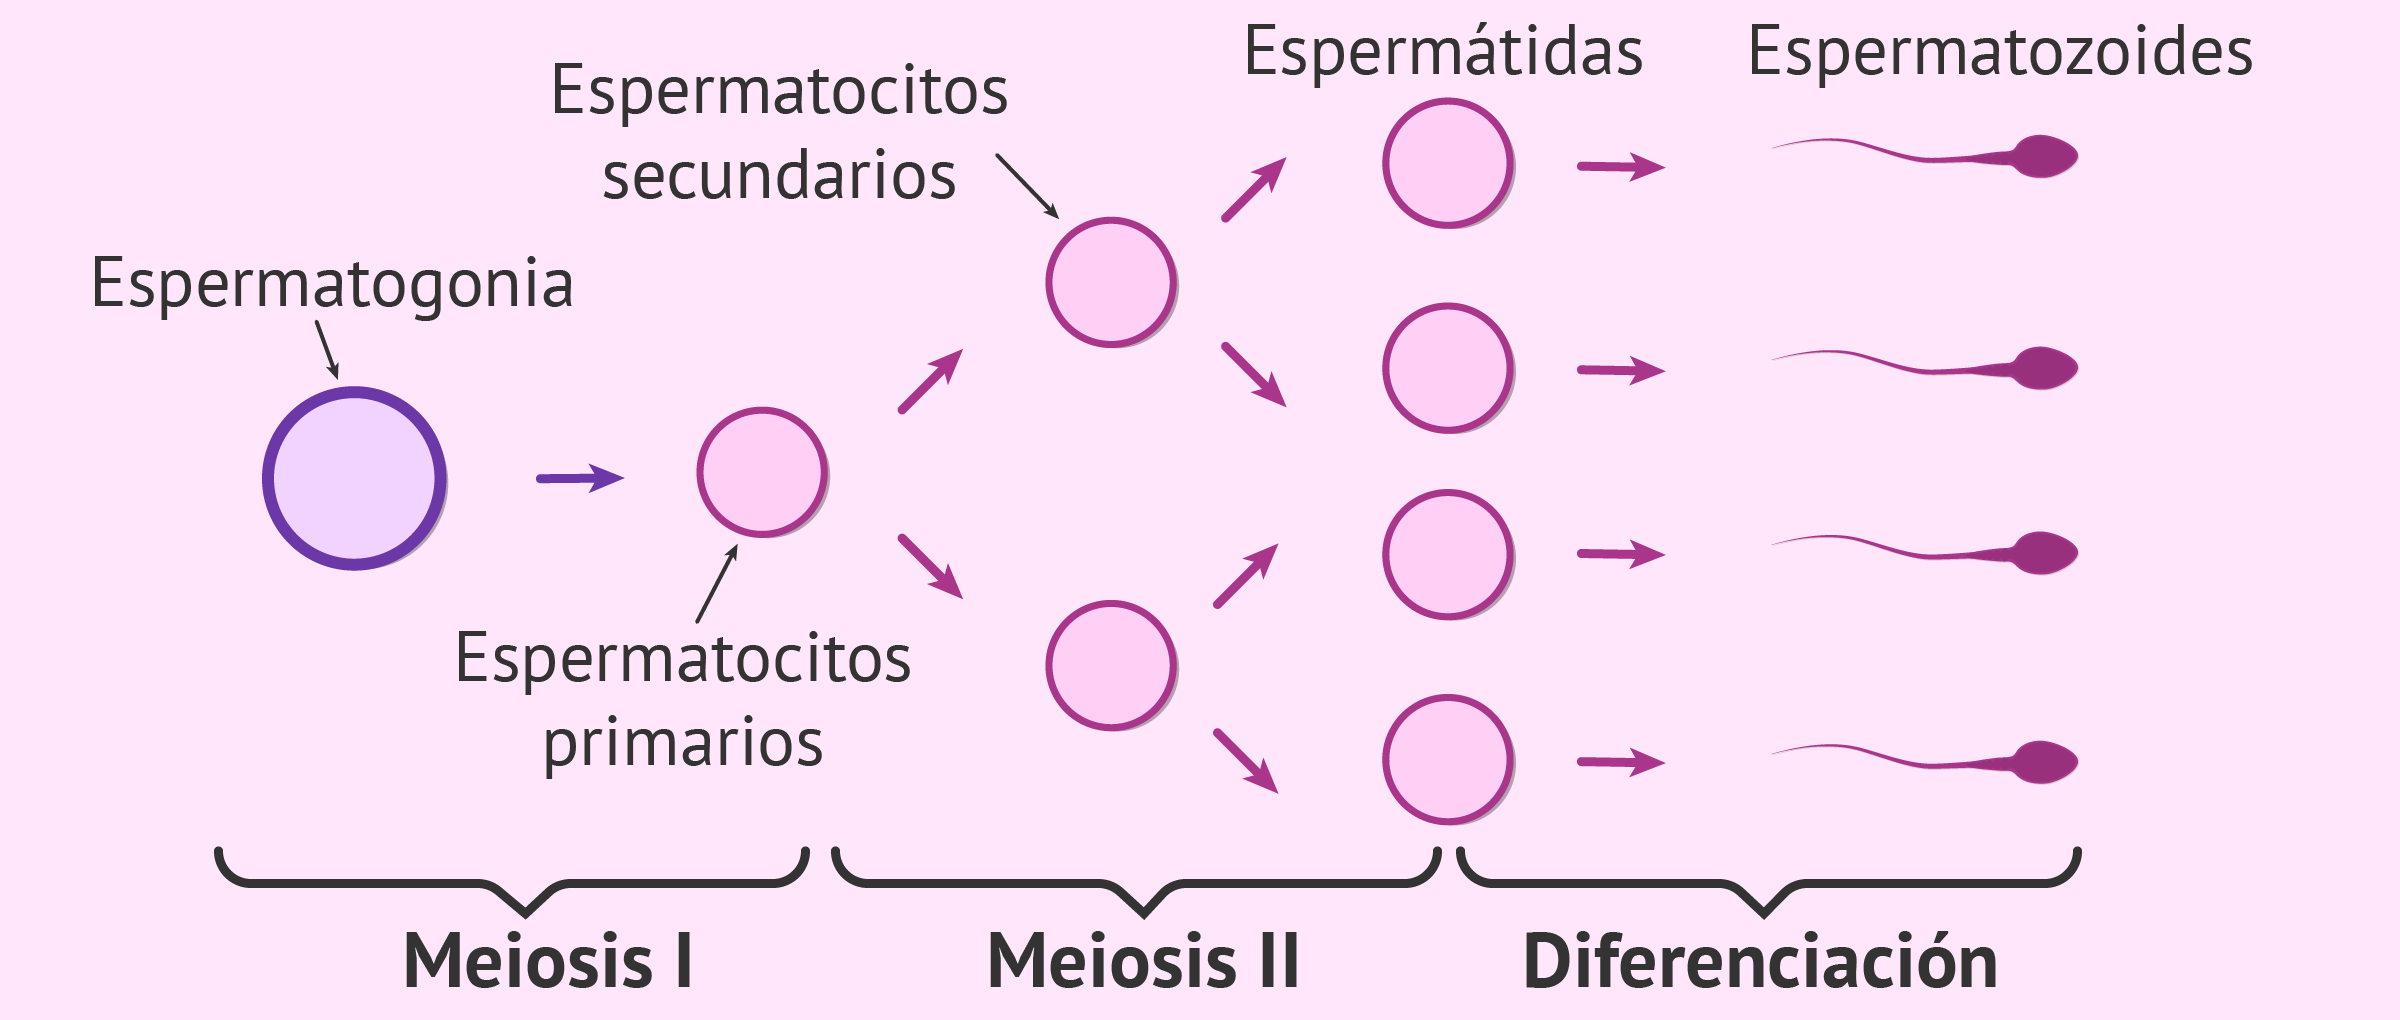 Espermátidas
Espermatozoides
Espermatocitos
secundarios
Espermatogonia
Espermatocitos
primarios
Meiosis I
Meiosis II
Diferenciación